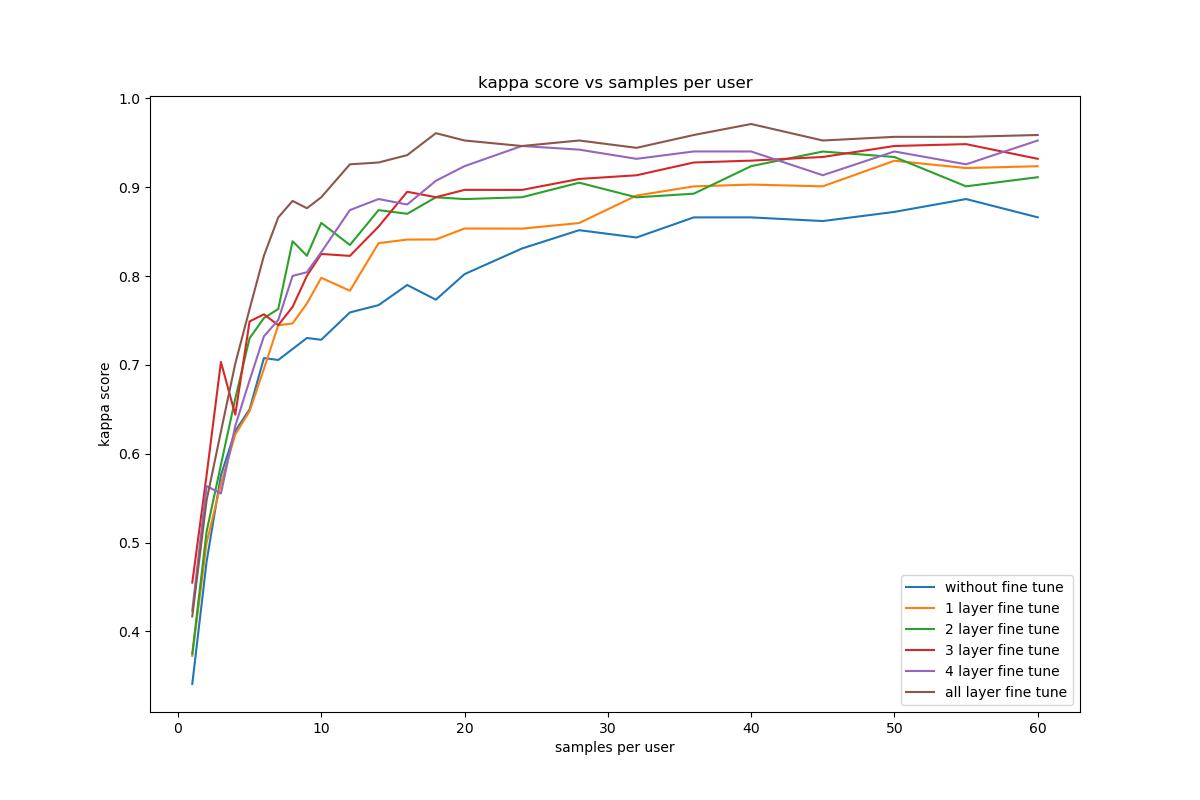 kappa score vs samples per user
1.0
0.9
0.8
0.7
0.6
0.5
0.4
kappa score
0
10
20
30
40
50
60
samples per user
without fine tune
1 layer fine tune
2 layer fine tune
3 layer fine tune
4 layer fine tune
all layer fine tune